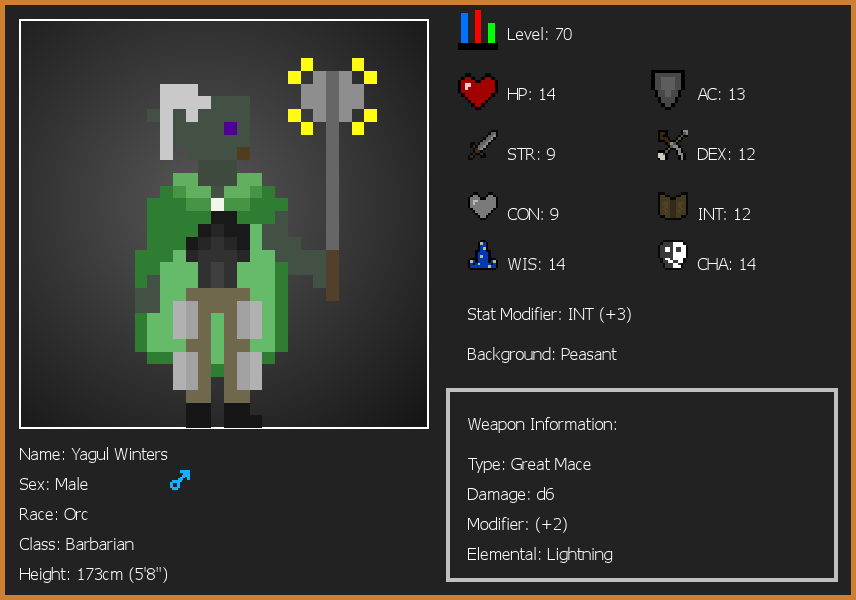 Level: 70
HP: 14
AC: 13
STR: 9
DEX: 12
CON: 9
INT: 12
WIS: 14
CHA: 14
Stat Modifier: INT (+3)
Background: Peasant
Weapon Information:
Type: Great Mace
Damage: d6
Modifier: (+2)
Elemental: Lightning
Name: Yagul Winters
Sex: Male
Race: Orc
Class: Barbarian
Height: 173cm (5'8")